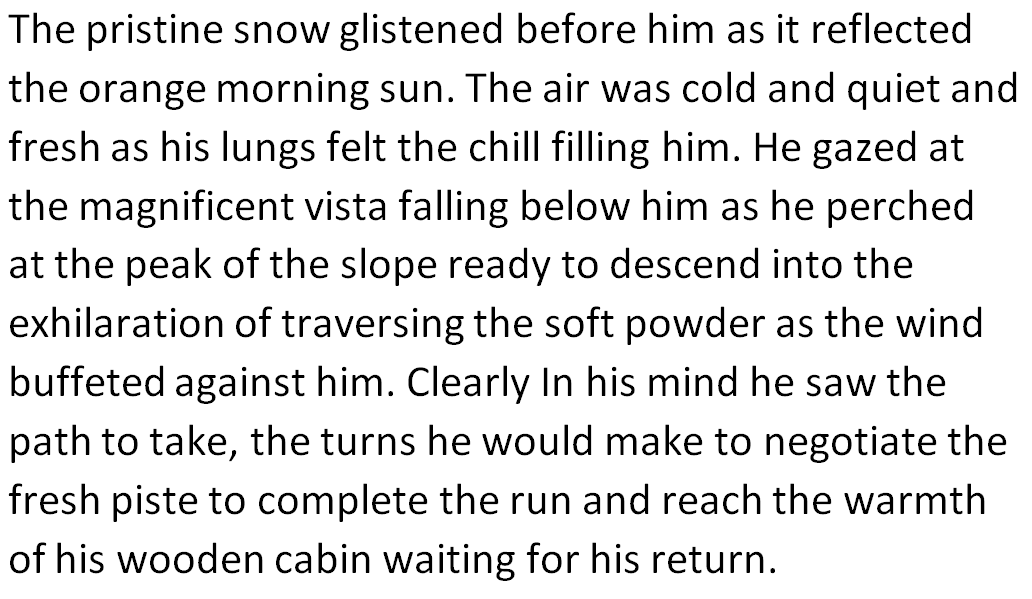 The pristine snow glistened before him as it reflected
the orange morning sun. The air was cold and quiet and
fresh as his lungs felt the chill filling him. He gazed at
the magnificent vista falling below him as he perched
at the peak of the slope ready to descend into the
exhilaration of traversing the soft powder as the wind
buffeted against him. Clearly In his mind he saw the
path to take, the turns he would make to negotiate the
fresh piste to complete the run and reach the warmth
of his wooden cabin waiting for his return.